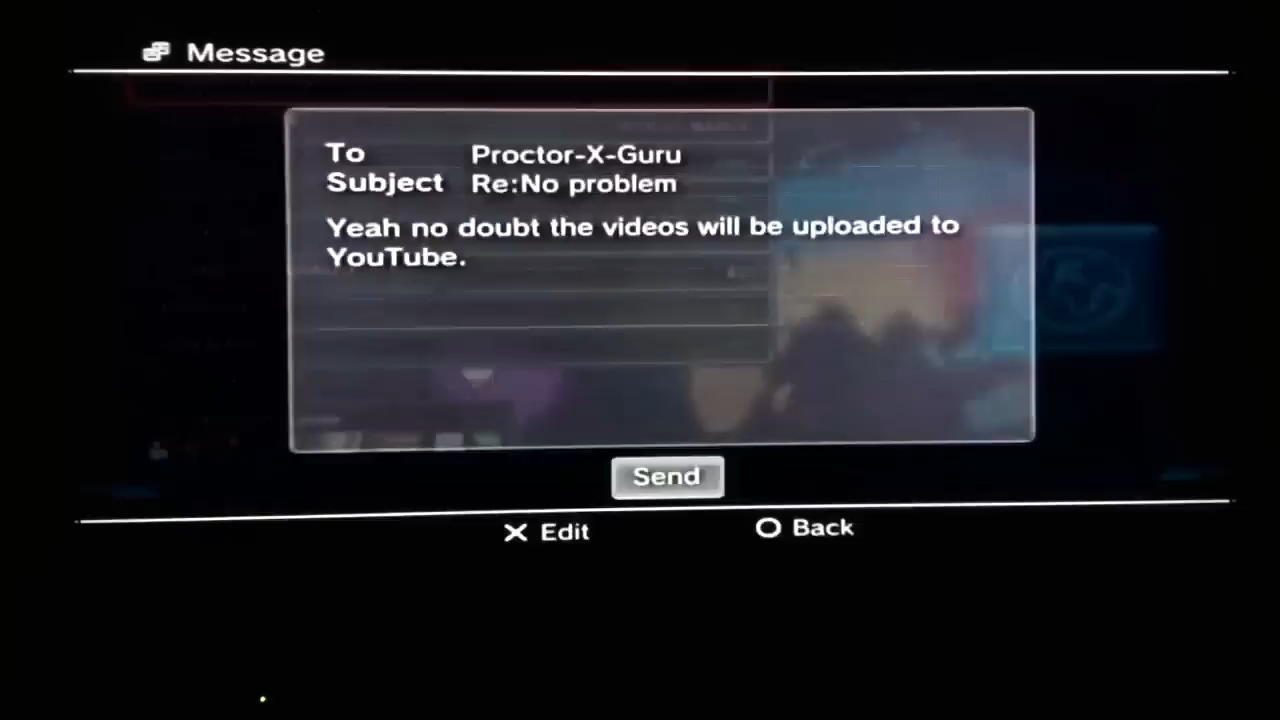 Message
To Proctor-X-Guru
Subject Re:No problem
Yeah no doubt the videos will be uploaded to
YouTube.
Send
X Edit O Back